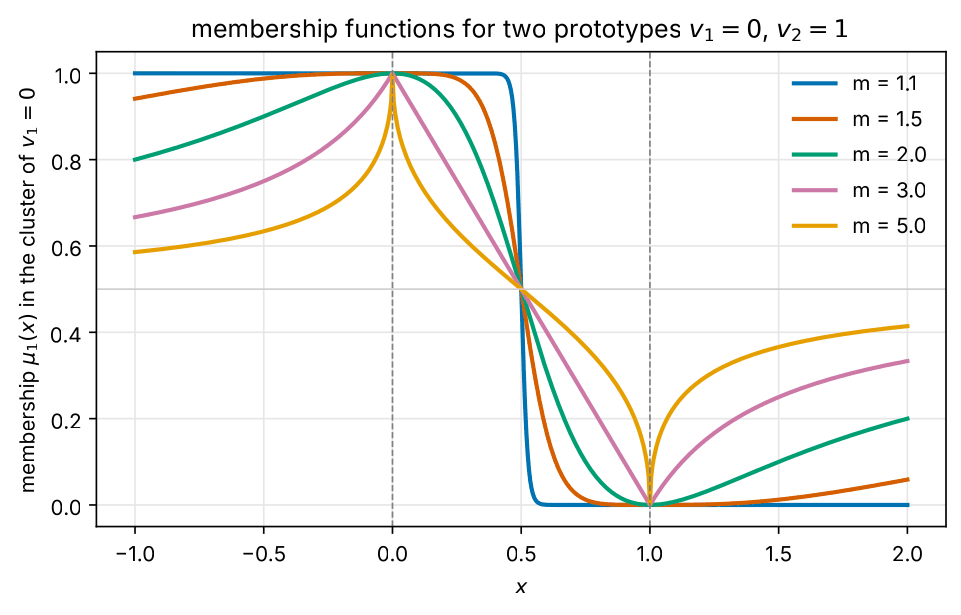 membership functions for two prototypes v₁ = 0, v₂ = 1
membership μ₁(x) in the cluster of v₁ = 0
1.0
0.8
0.6
0.4
0.2
0.0
m = 1.1
m = 1.5
m = 2.0
m = 3.0
m = 5.0
−1.0 −0.5 0.0 0.5 1.0 1.5 2.0
x